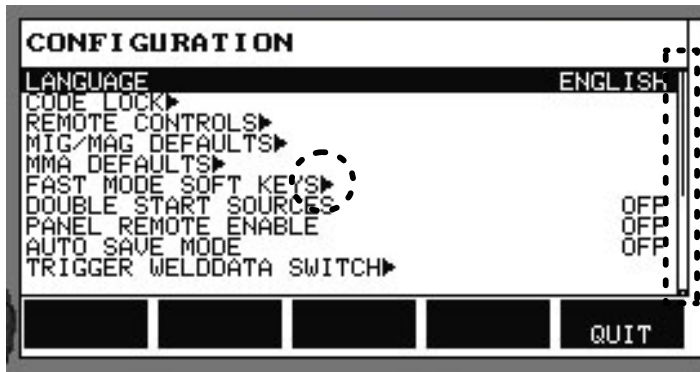 CONFIGURATION
LANGUAGE ENGLISH
CODE LOCK▶
REMOTE CONTROLS▶
MIG/MAG DEFAULTS▶
MMA DEFAULTS▶
FAST MODE SOFT KEYS▶
DOUBLE START SOURCES OFF
PANEL REMOTE ENABLE OFF
AUTO SAVE MODE OFF
TRIGGER WELDDATA SWITCH▶
QUIT